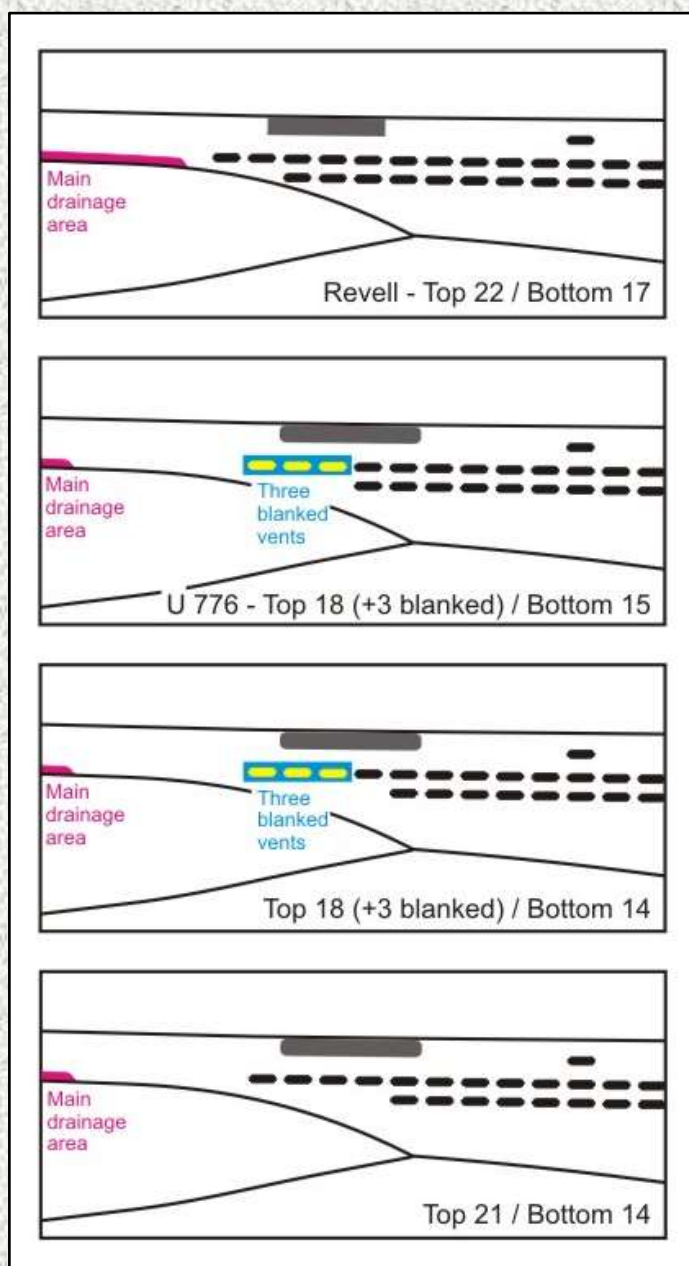 Main
drainage
area
Revell - Top 22 / Bottom 17
Main
drainage
area
Three
blanked
vents
U 776 - Top 18 (+3 blanked) / Bottom 15
Main
drainage
area
Three
blanked
vents
Top 18 (+3 blanked) / Bottom 14
Main
drainage
area
Top 21 / Bottom 14